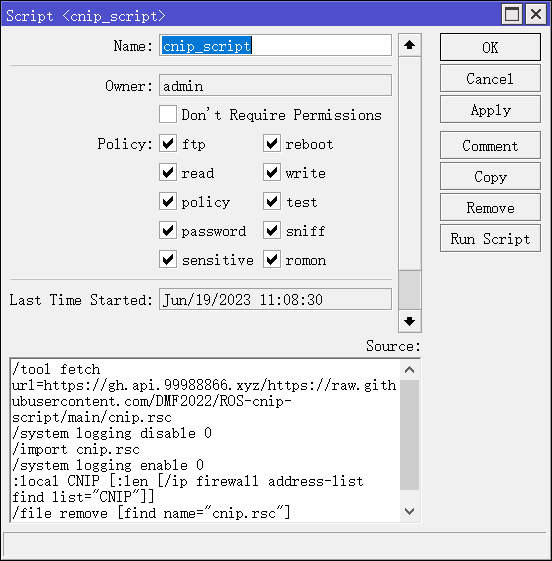 Script <cnip_script>
Name: cnip_script
OK
Owner: admin
Cancel
Don't Require Permissions
Apply
Policy: ftp reboot
Comment
read write
Copy
policy test
Remove
password sniff
Run Script
sensitive romon
Last Time Started: Jun/19/2023 11:08:30
Source:
/tool fetch
url=https://gh.api.99988866.xyz/https://raw.gith
ubusercontent.com/DMF2022/ROS-cnip-
script/main/cnip.rsc
/system logging disable 0
/import cnip.rsc
/system logging enable 0
:local CNIP [:len [/ip firewall address-list
find list="CNIP"]]
/file remove [find name="cnip.rsc"]